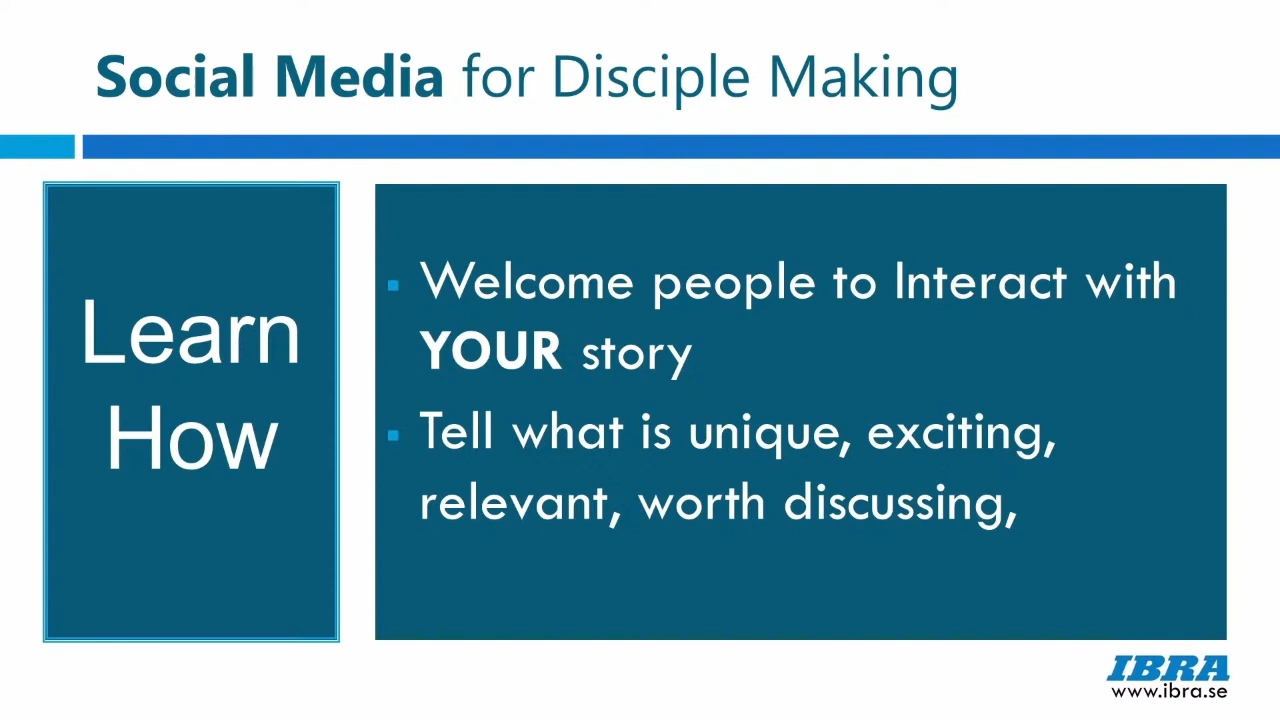 Social Media for Disciple Making
Learn
How
Welcome people to Interact with
YOUR story
Tell what is unique, exciting,
relevant, worth discussing,
IBRA
www.ibra.se